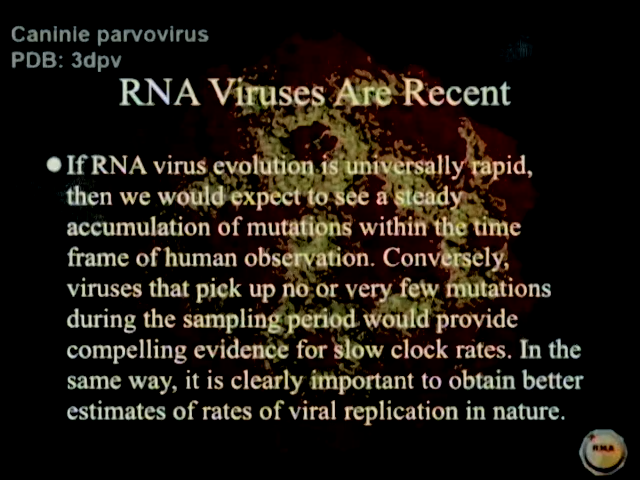 Caninie parvovirus
PDB: 3dpv
RNA Viruses Are Recent
If RNA virus evolution is universally rapid,
then we would expect to see a steady
accumulation of mutations within the time
frame of human observation. Conversely,
viruses that pick up no or very few mutations
during the sampling period would provide
compelling evidence for slow clock rates. In the
same way, it is clearly important to obtain better
estimates of rates of viral replication in nature.
RMA